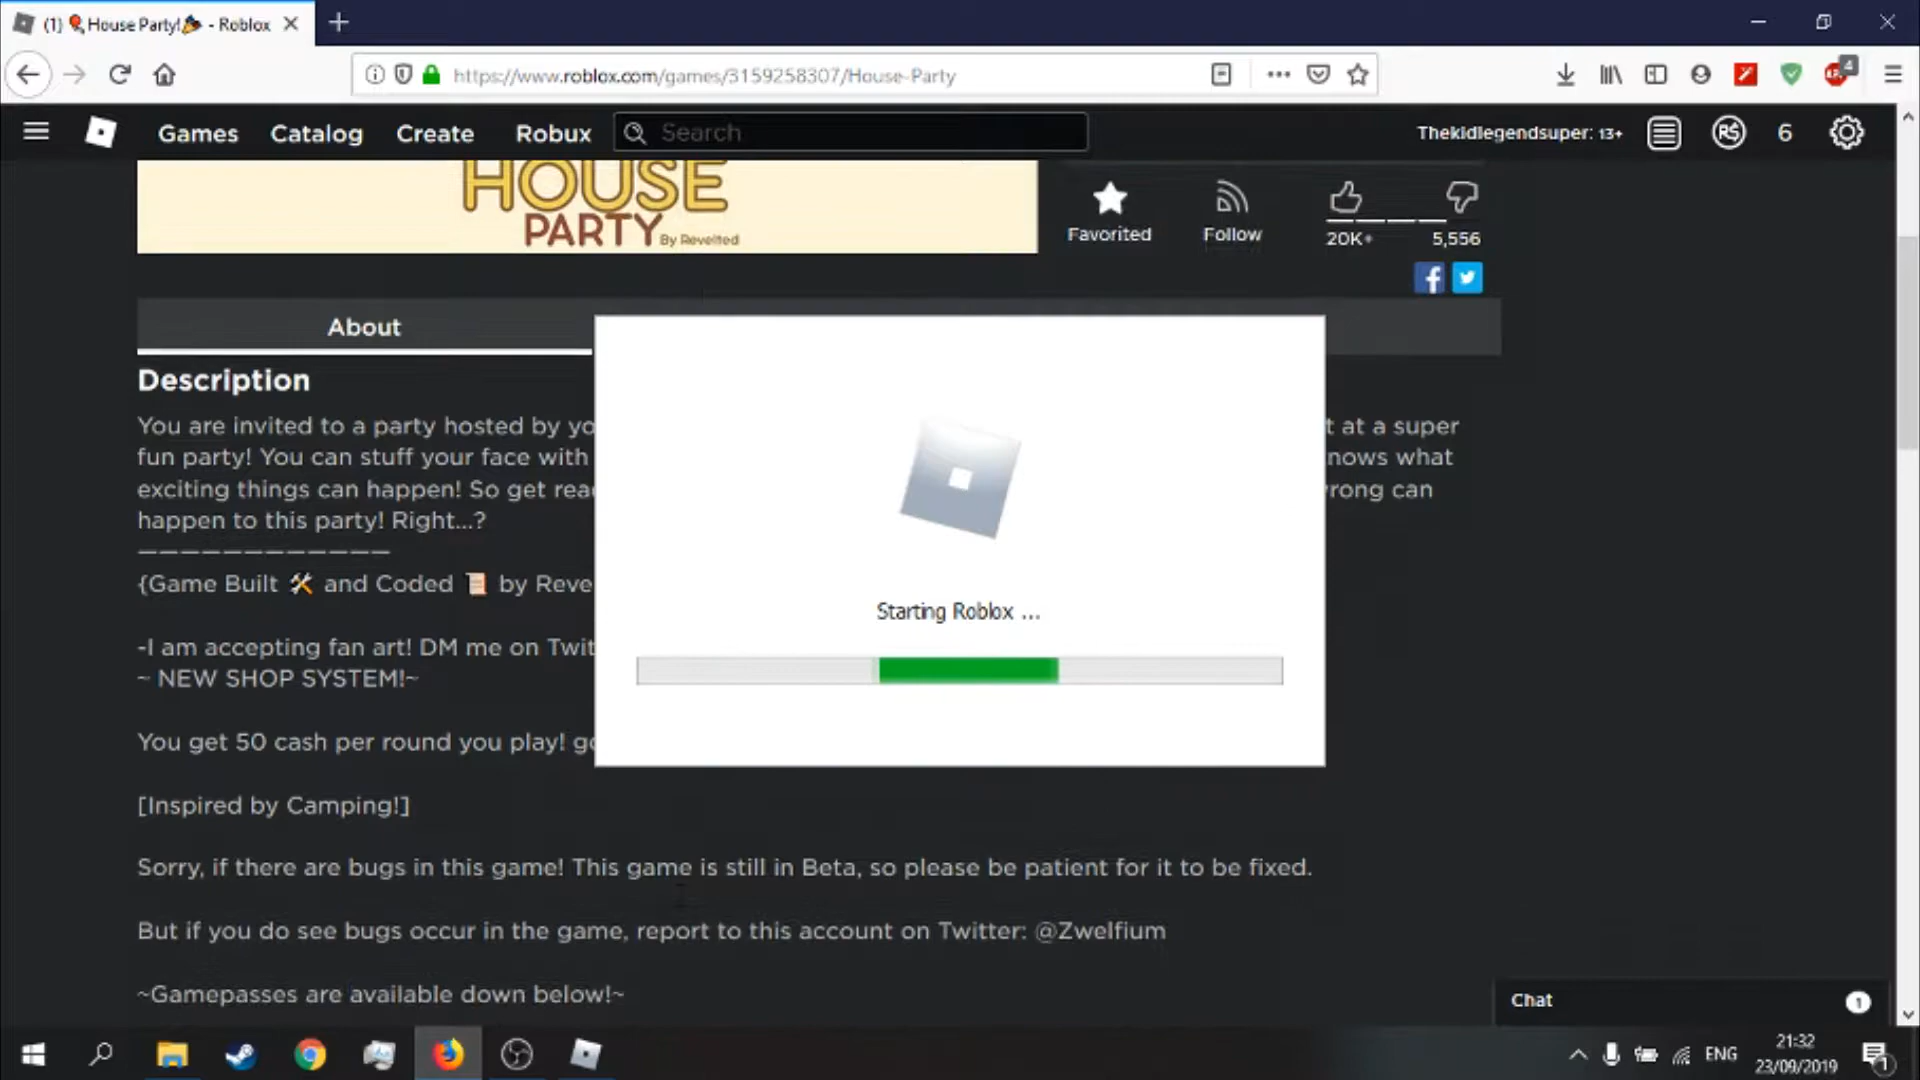 (1) 🎈House Party!🎉 - Roblox
https://www.roblox.com/games/3159258307/House-Party
4
Games Catalog Create Robux Search Thekidlegendsuper: 13+ R$ 6
HOUSE
PARTY By Revelted
Favorited Follow 20K+ 5,556
About
Description
You are invited to a party hosted by yo t at a super
fun party! You can stuff your face with nows what
exciting things can happen! So get rea rong can
happen to this party! Right...?
————————————
{Game Built 🛠 and Coded 📜 by Reve
-I am accepting fan art! DM me on Twit
~ NEW SHOP SYSTEM!~
You get 50 cash per round you play! go
[Inspired by Camping!]
Sorry, if there are bugs in this game! This game is still in Beta, so please be patient for it to be fixed.
But if you do see bugs occur in the game, report to this account on Twitter: @Zwelfium
~Gamepasses are available down below!~
Starting Roblox ...
Chat 1
ENG
21:32
23/09/2019
1